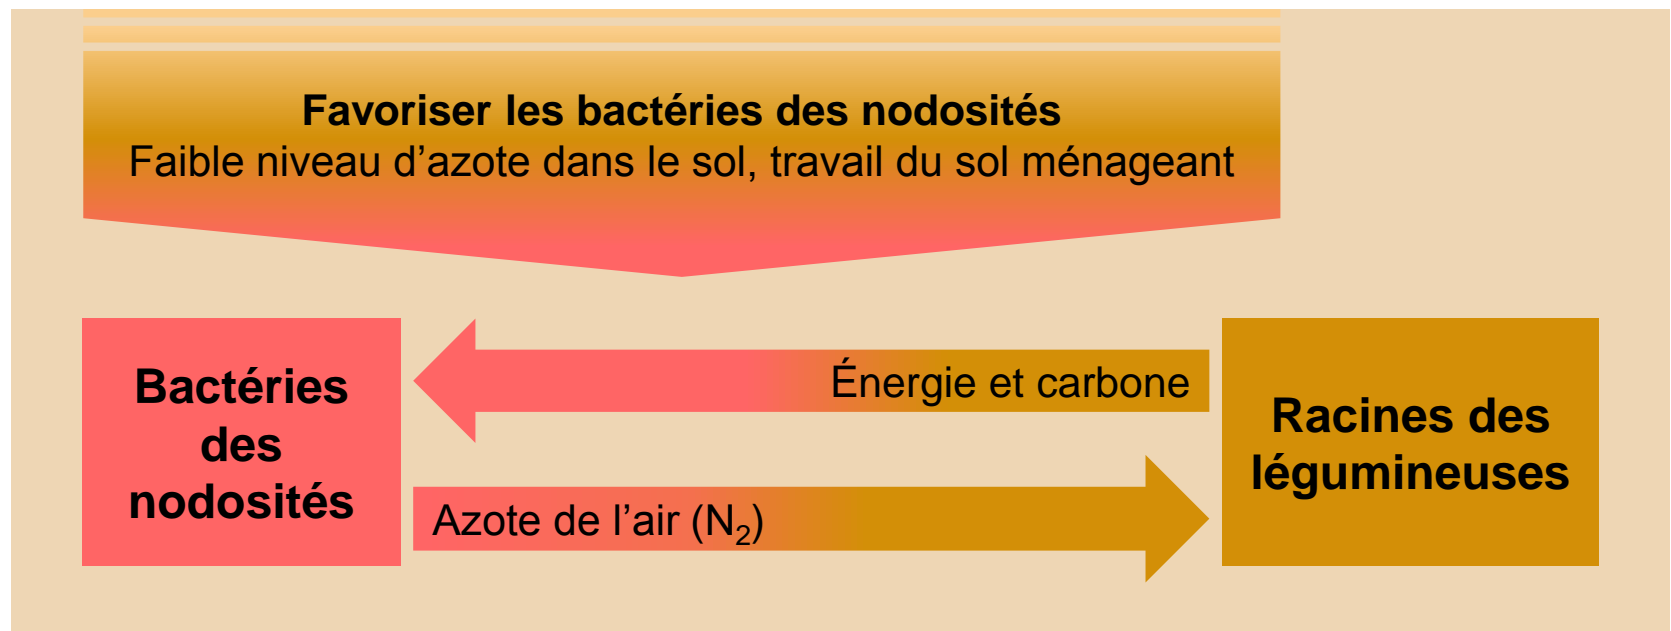 Favoriser les bactéries des nodosités
Faible niveau d’azote dans le sol, travail du sol ménageant
Bactéries
des
nodosités
Énergie et carbone
Azote de l’air (N₂)
Racines des
légumineuses